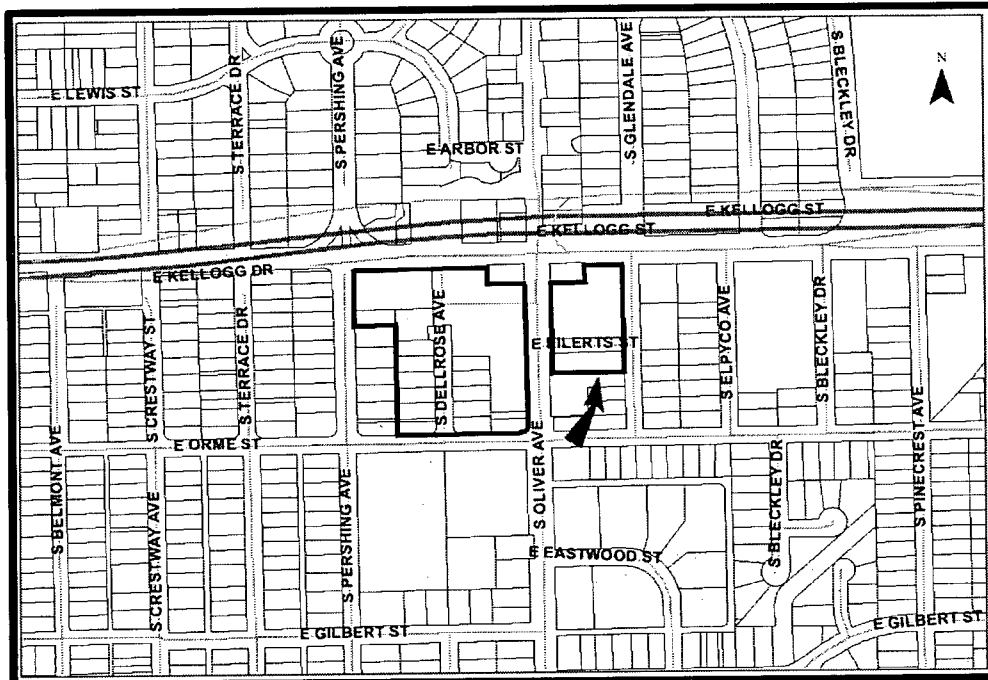 S BLECKLEY DR
S GLENDALE AVE
S PERSHING AVE
S TERRACE DR
N
E LEWIS ST
E ARBOR ST
E KELLOGG ST
E KELLOGG ST
E KELLOGG DR
S DELLROSE AVE
E EILERTS ST
S ELPYCO AVE
S BLECKLEY DR
S CRESTWAY ST
S TERRACE DR
E ORME ST
S BELMONT AVE
S CRESTWAY AVE
S PERSHING AVE
S OLIVER AVE
S BLECKLEY DR
S PINECREST AVE
E EASTWOOD ST
E GILBERT ST
E GILBERT ST